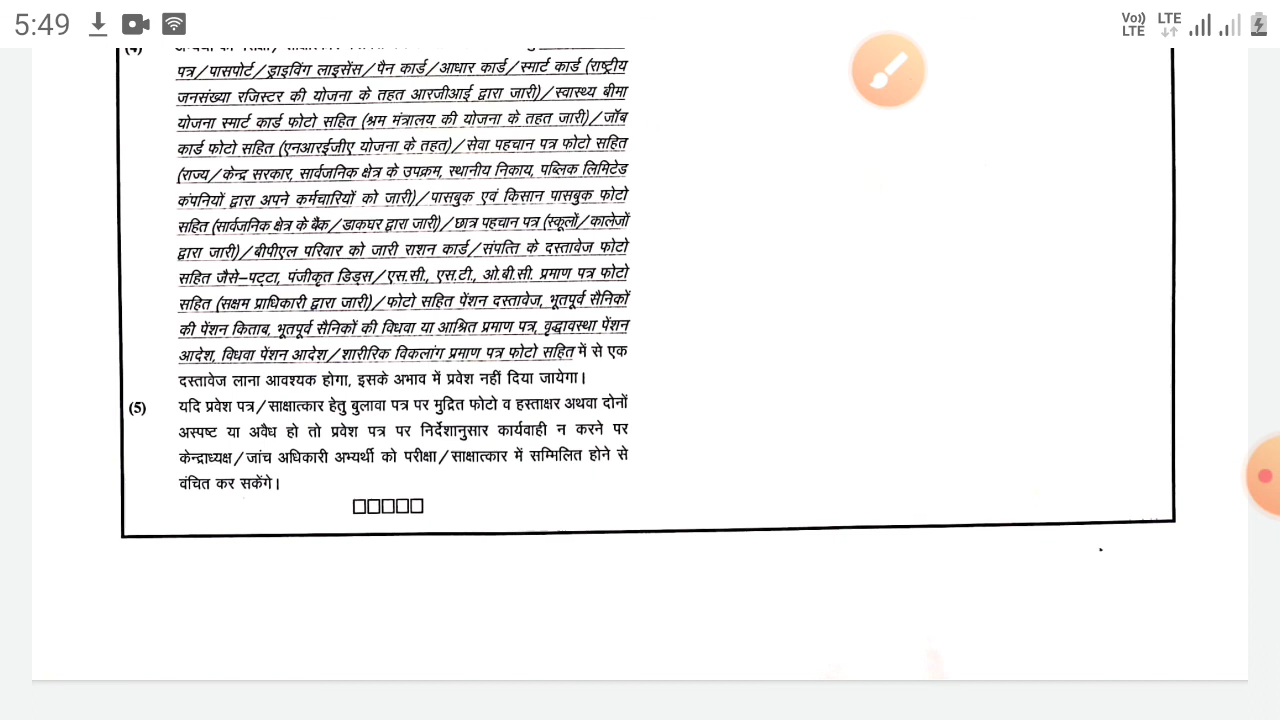 5:49
Vo)) LTE
LTE
(4)
पत्र/पासपोर्ट/ड्राइविंग लाइसेंस/पैन कार्ड/आधार कार्ड/स्मार्ट कार्ड (राष्ट्रीय
जनसंख्या रजिस्टर की योजना के तहत आरजीआई द्वारा जारी)/स्वास्थ्य बीमा
योजना स्मार्ट कार्ड फोटो सहित (श्रम मंत्रालय की योजना के तहत जारी)/जॉब
कार्ड फोटो सहित (एनआरईजीए योजना के तहत)/सेवा पहचान पत्र फोटो सहित
(राज्य/केन्द्र सरकार, सार्वजनिक क्षेत्र के उपक्रम, स्थानीय निकाय, पब्लिक लिमिटेड
कंपनियों द्वारा अपने कर्मचारियों को जारी)/पासबुक एवं किसान पासबुक फोटो
सहित (सार्वजनिक क्षेत्र के बैंक/डाकघर द्वारा जारी)/छात्र पहचान पत्र (स्कूलों/कालेजों
द्वारा जारी)/बीपीएल परिवार को जारी राशन कार्ड/संपत्ति के दस्तावेज फोटो
सहित जैसे–पट्टा, पंजीकृत डिड्स/एस.सी., एस.टी., ओ.बी.सी. प्रमाण पत्र फोटो
सहित (सक्षम प्राधिकारी द्वारा जारी)/फोटो सहित पेंशन दस्तावेज, भूतपूर्व सैनिकों
की पेंशन किताब, भूतपूर्व सैनिकों की विधवा या आश्रित प्रमाण पत्र, वृद्धावस्था पेंशन
आदेश, विधवा पेंशन आदेश/शारीरिक विकलांग प्रमाण पत्र फोटो सहित में से एक
दस्तावेज लाना आवश्यक होगा, इसके अभाव में प्रवेश नहीं दिया जायेगा।
(5) यदि प्रवेश पत्र/साक्षात्कार हेतु बुलावा पत्र पर मुद्रित फोटो व हस्ताक्षर अथवा दोनों
अस्पष्ट या अवैध हो तो प्रवेश पत्र पर निर्देशानुसार कार्यवाही न करने पर
केन्द्राध्यक्ष/जांच अधिकारी अभ्यर्थी को परीक्षा/साक्षात्कार में सम्मिलित होने से
वंचित कर सकेंगे।
□□□□□